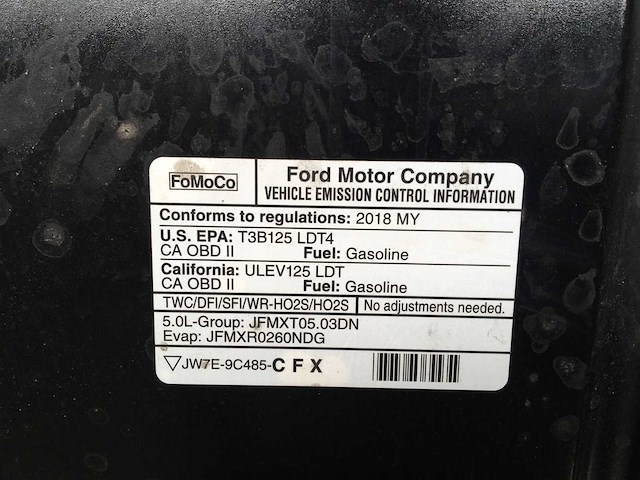 FoMoCo
Ford Motor Company
VEHICLE EMISSION CONTROL INFORMATION
Conforms to regulations: 2018 MY
U.S. EPA: T3B125 LDT4
CA OBD II Fuel: Gasoline
California: ULEV125 LDT
CA OBD II Fuel: Gasoline
TWC/DFI/SFI/WR-HO2S/HO2S No adjustments needed.
5.0L-Group: JFMXT05.03DN
Evap: JFMXR0260NDG
JW7E-9C485-C F X